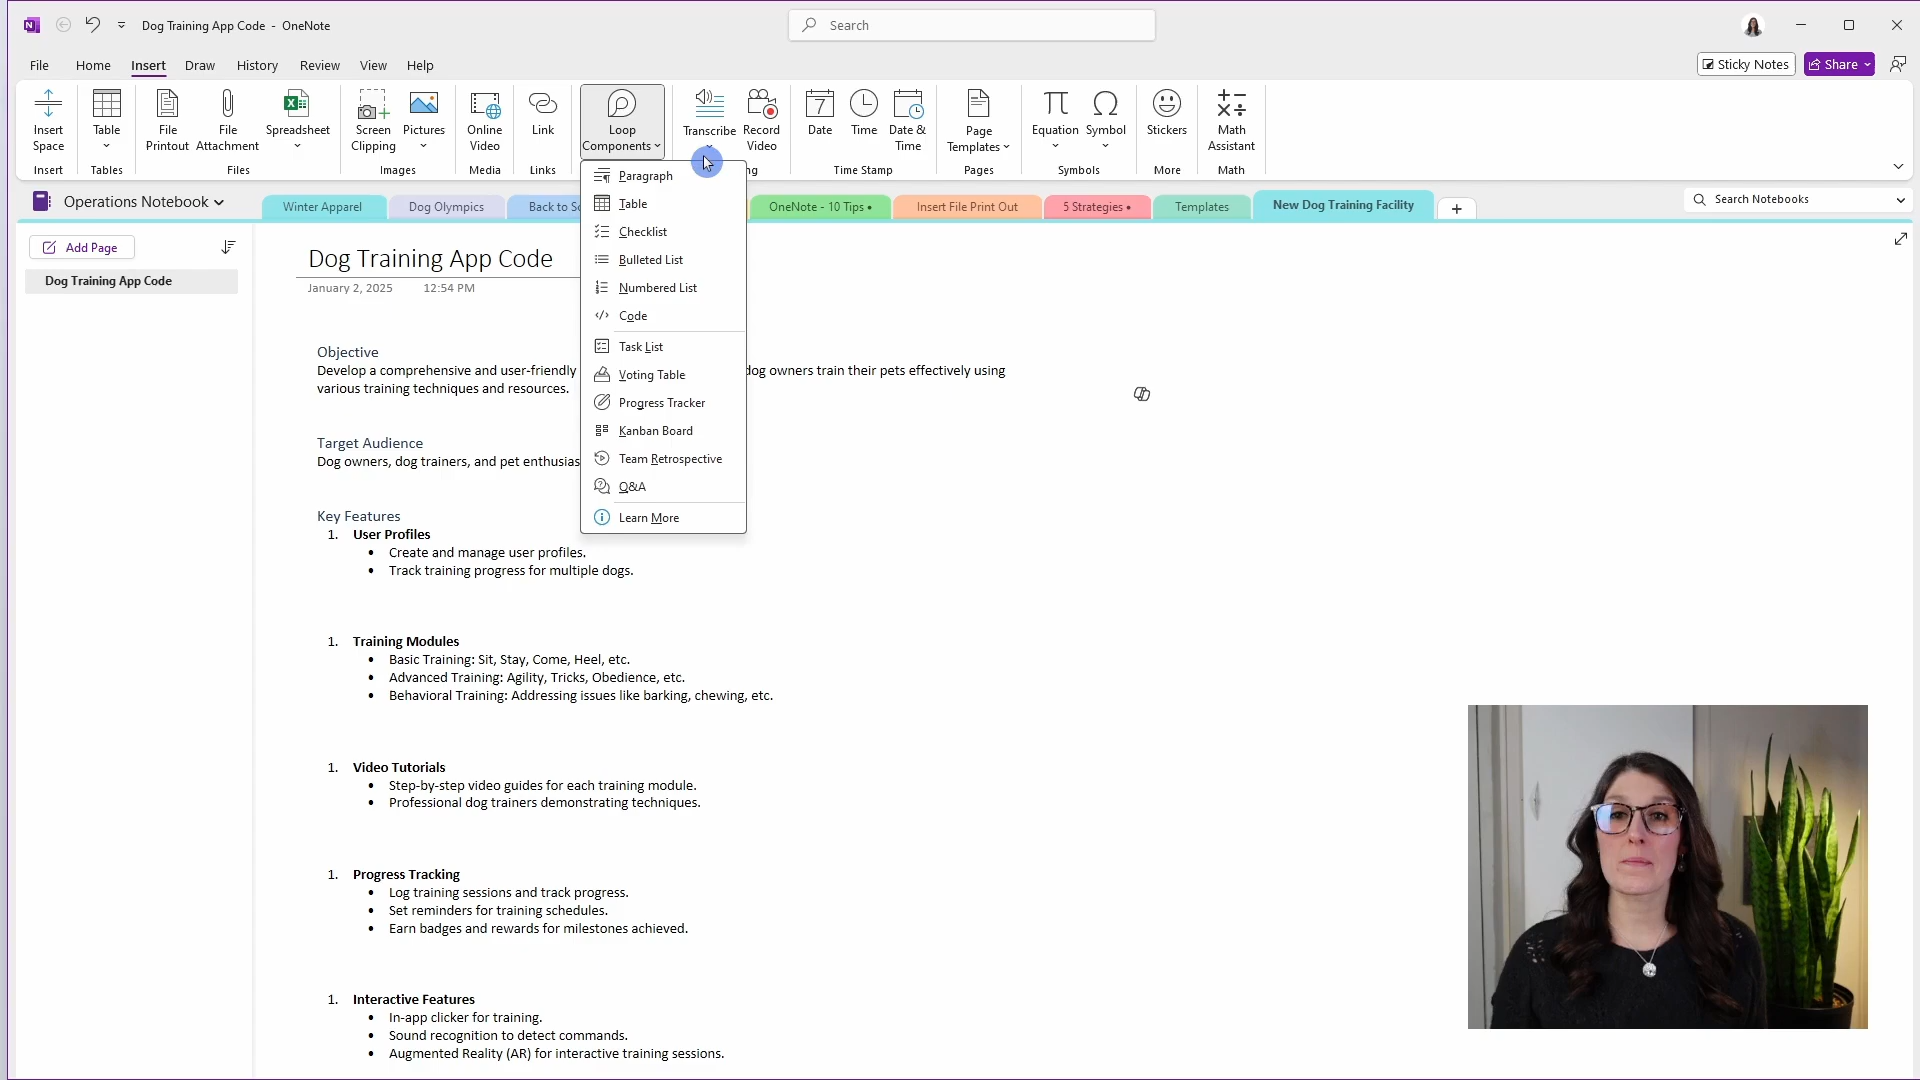 Dog Training App Code - OneNote
Search
File Home Insert Draw History Review View Help
Sticky Notes Share
Insert Space
Table
File Printout
File Attachment
Spreadsheet
Screen Clipping
Pictures
Online Video
Link
Loop Components
Transcribe
Record Video
Date
Time
Date & Time
Page Templates
Equation
Symbol
Stickers
Math Assistant
Insert Tables Files Images Media Links Time Stamp Pages Symbols More Math
Operations Notebook
Winter Apparel
Dog Olympics
Back to Sc
OneNote - 10 Tips •
Insert File Print Out
5 Strategies •
Templates
New Dog Training Facility
+
Search Notebooks
Add Page
Dog Training App Code
Paragraph
Table
Checklist
Bulleted List
Numbered List
Code
Task List
Voting Table
Progress Tracker
Kanban Board
Team Retrospective
Q&A
Learn More
Dog Training App Code
January 2, 2025 12:54 PM
Objective
Develop a comprehensive and user-friendly dog owners train their pets effectively using
various training techniques and resources.
Target Audience
Dog owners, dog trainers, and pet enthusias
Key Features
1. User Profiles
• Create and manage user profiles.
• Track training progress for multiple dogs.
1. Training Modules
• Basic Training: Sit, Stay, Come, Heel, etc.
• Advanced Training: Agility, Tricks, Obedience, etc.
• Behavioral Training: Addressing issues like barking, chewing, etc.
1. Video Tutorials
• Step-by-step video guides for each training module.
• Professional dog trainers demonstrating techniques.
1. Progress Tracking
• Log training sessions and track progress.
• Set reminders for training schedules.
• Earn badges and rewards for milestones achieved.
1. Interactive Features
• In-app clicker for training.
• Sound recognition to detect commands.
• Augmented Reality (AR) for interactive training sessions.